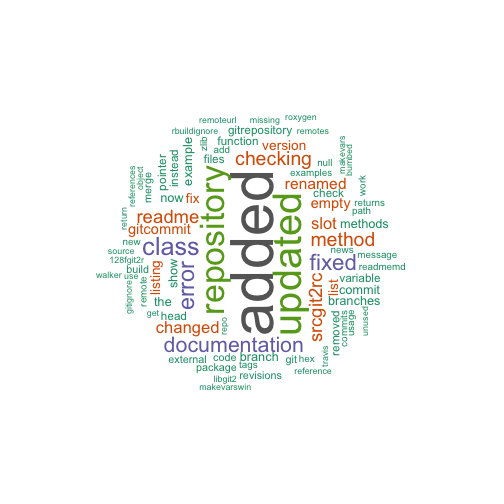 roxygen
remoteurl
missing
rbuildignore
gitrepository
remotes
zlib
add
function
version
makevars
bumbed
files
checking
null
example
instead
pointer
merge
object
references
examples
renamed
check
work
now
fix
repository
added
updated
empty
returns
path
return
readme
gitcommit
slot
methods
method
new
source
class
news
message
128fgit2r
error
fixed
readmemd
walker
use
build
listing
show
srcgit2rc
list
variable
gitignore
remote
the
commit
branches
get
head
changed
repo
removed
commits
usage
unused
documentation
external
code
branch
git
hex
travis
package
tags
reference
libgit2
revisions
makevarswin